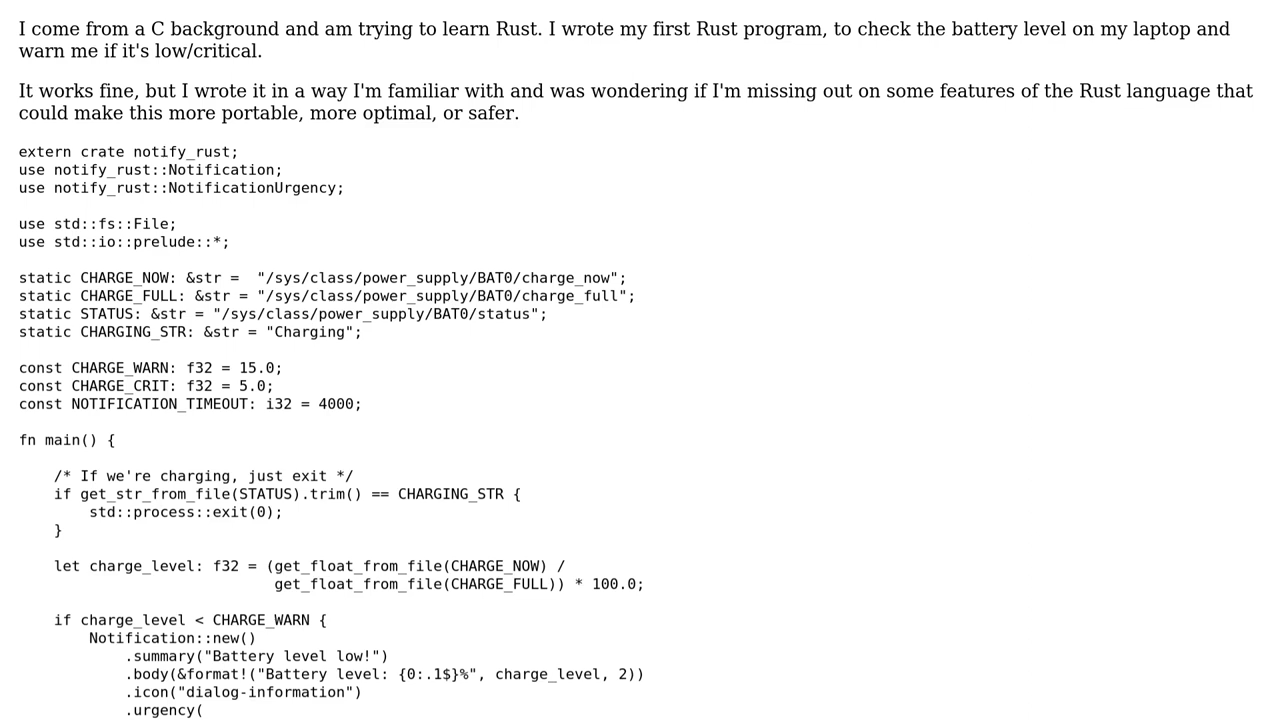 I come from a C background and am trying to learn Rust. I wrote my first Rust program, to check the battery level on my laptop and
warn me if it's low/critical.
It works fine, but I wrote it in a way I'm familiar with and was wondering if I'm missing out on some features of the Rust language that
could make this more portable, more optimal, or safer.
extern crate notify_rust;
use notify_rust::Notification;
use notify_rust::NotificationUrgency;
use std::fs::File;
use std::io::prelude::*;
static CHARGE_NOW: &str =  "/sys/class/power_supply/BAT0/charge_now";
static CHARGE_FULL: &str = "/sys/class/power_supply/BAT0/charge_full";
static STATUS: &str = "/sys/class/power_supply/BAT0/status";
static CHARGING_STR: &str = "Charging";
const CHARGE_WARN: f32 = 15.0;
const CHARGE_CRIT: f32 = 5.0;
const NOTIFICATION_TIMEOUT: i32 = 4000;
fn main() {
    /* If we're charging, just exit */
    if get_str_from_file(STATUS).trim() == CHARGING_STR {
        std::process::exit(0);
    }
    let charge_level: f32 = (get_float_from_file(CHARGE_NOW) /
                             get_float_from_file(CHARGE_FULL)) * 100.0;
    if charge_level < CHARGE_WARN {
        Notification::new()
            .summary("Battery level low!")
            .body(&format!("Battery level: {0:.1$}%", charge_level, 2))
            .icon("dialog-information")
            .urgency(